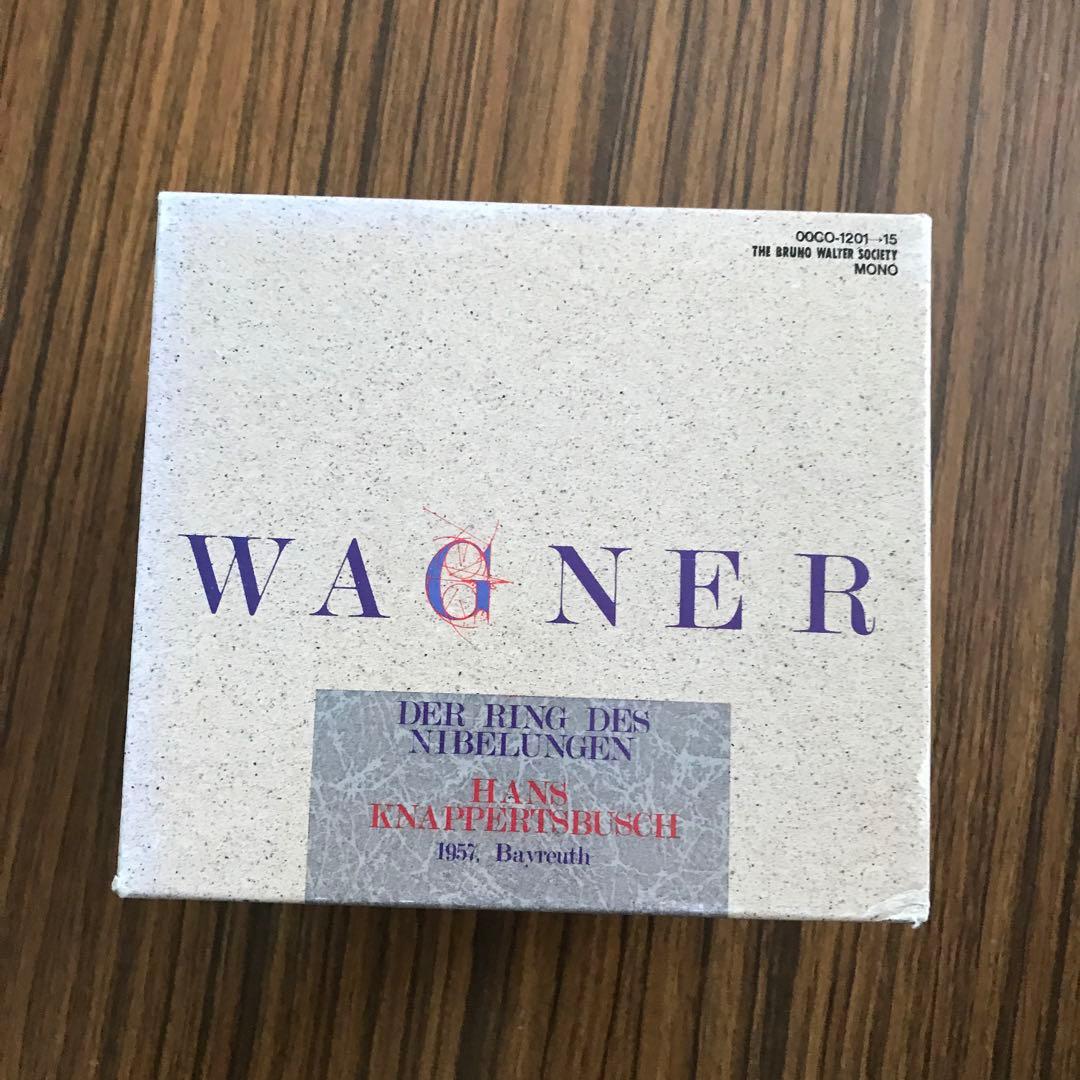 00CO-1201→15
THE BRUNO WALTER SOCIETY
MONO
WAGNER
DER RING DES
NIBELUNGEN
HANS
KNAPPERTSBUSCH
1957, Bayreuth